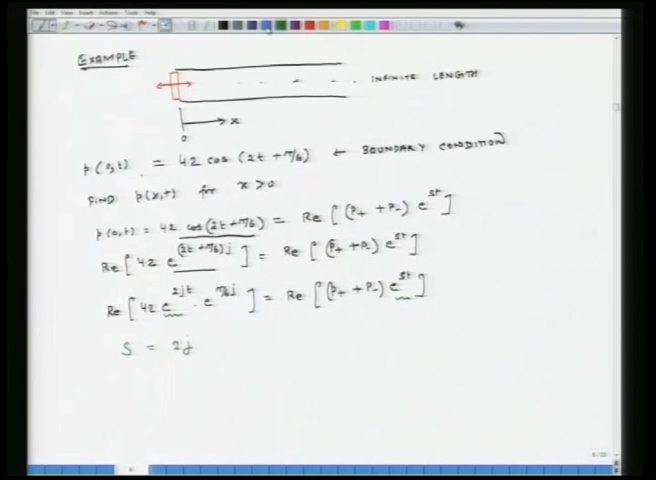 EXAMPLE
INFINITE LENGTH
0 x
p(0,t) = 42 cos(2t + π/6) ← BOUNDARY CONDITION
FIND p(x,t) for x>0
p(0,t) = 42 cos(2t+π/6) = Re[(P₊ + P₋) e^{st}]
Re[42 e^{(2t+π/6)j}] = Re[(P₊ + P₋) e^{st}]
Re[42 e^{2jt} · e^{π/6j}] = Re[(P₊ + P₋) e^{st}]
S = 2j